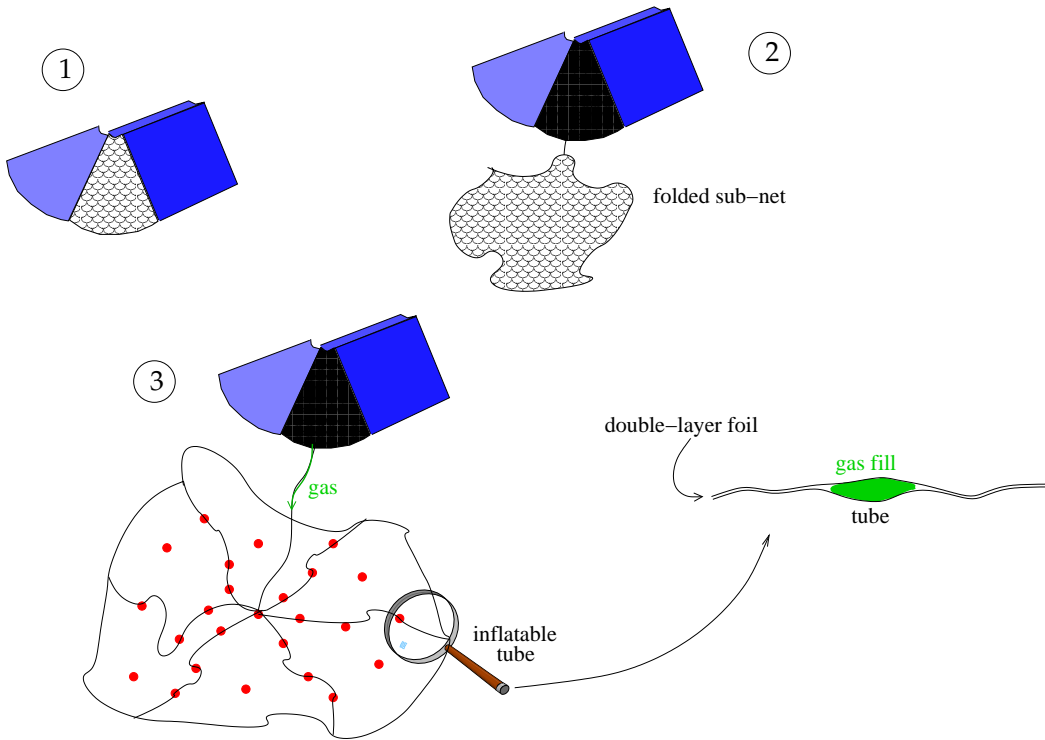 1
2
folded sub−net
3
gas
double−layer foil
gas fill
tube
inflatable
tube